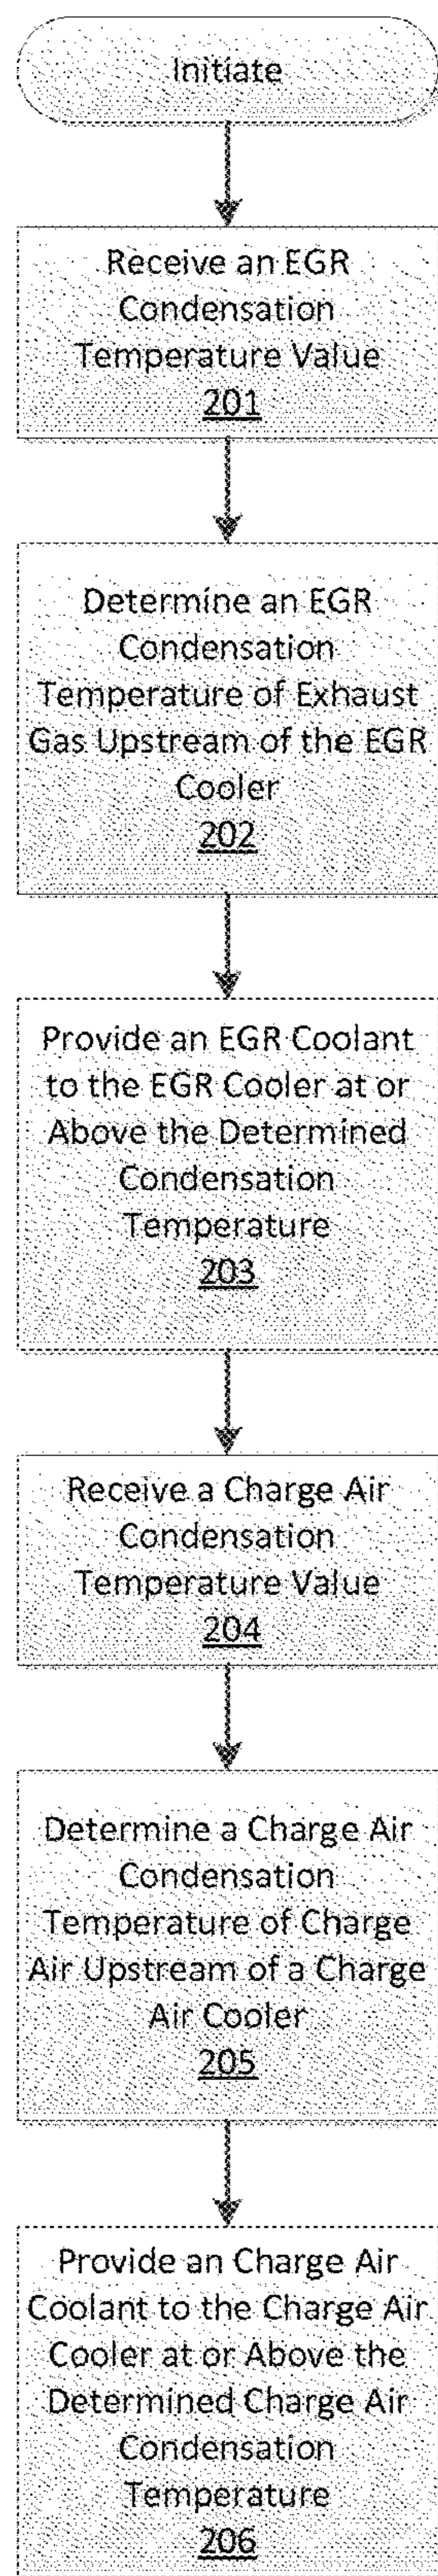 Initiate
Receive an EGR
Condensation
Temperature Value
201
Determine an EGR
Condensation
Temperature of Exhaust
Gas Upstream of the EGR
Cooler
202
Provide an EGR Coolant
to the EGR Cooler at or
Above the Determined
Condensation
Temperature
203
Receive a Charge Air
Condensation
Temperature Value
204
Determine a Charge Air
Condensation
Temperature of Charge
Air Upstream of a Charge
Air Cooler
205
Provide an Charge Air
Coolant to the Charge Air
Cooler at or Above the
Determined Charge Air
Condensation
Temperature
206